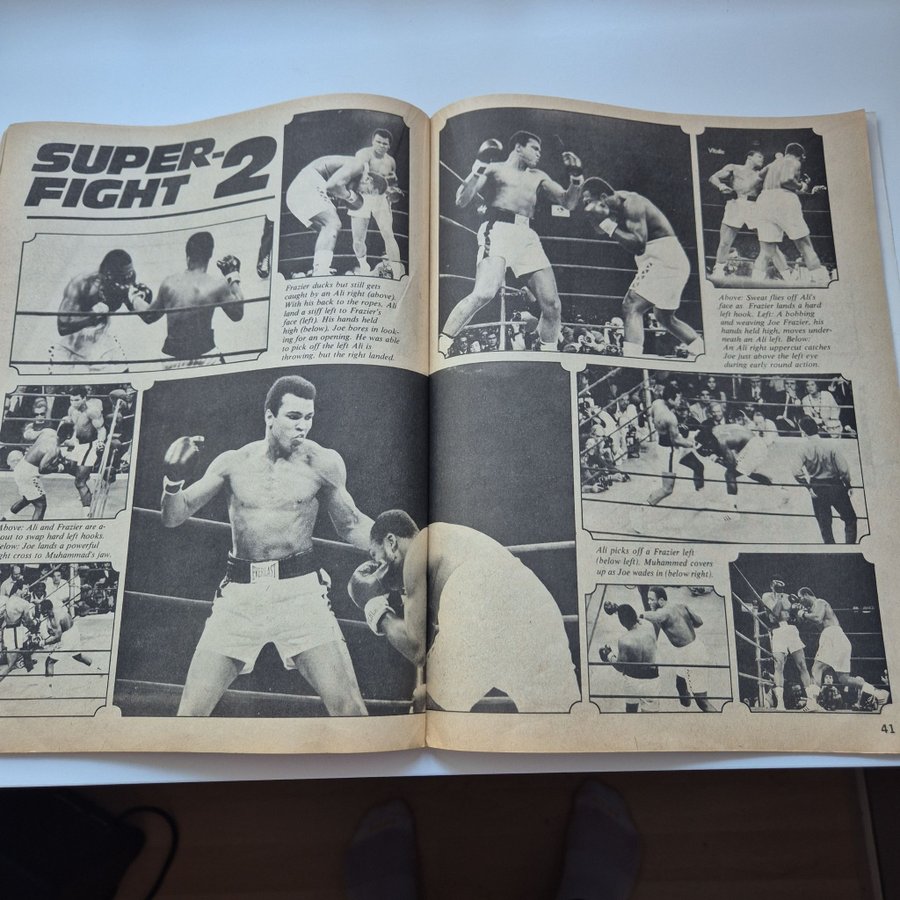 SUPER-
FIGHT 2
Frazier ducks but still gets
caught by an Ali right (above).
With his back to the ropes, Ali
land a stiff left to Frazier's
face (left). His hands held
high (below), Joe bores in look-
ing for an opening. He was able
to pick off the left Ali is
throwing, but the right landed.
Above: Ali and Frazier are a-
out to swap hard left hooks.
elow: Joe lands a powerful
ght cross to Muhammad's jaw.
EVERLAST
Vitalis
Above: Sweat flies off Ali's
face as Frazier lands a hard
left hook. Left: A bobbing
and weaving Joe Frazier, his
hands held high, moves under-
neath an Ali left. Below:
An Ali right uppercut catches
Joe just above the left eye
during early round action.
Ali picks off a Frazier left
(below left). Muhammed covers
up as Joe wades in (below right).
41